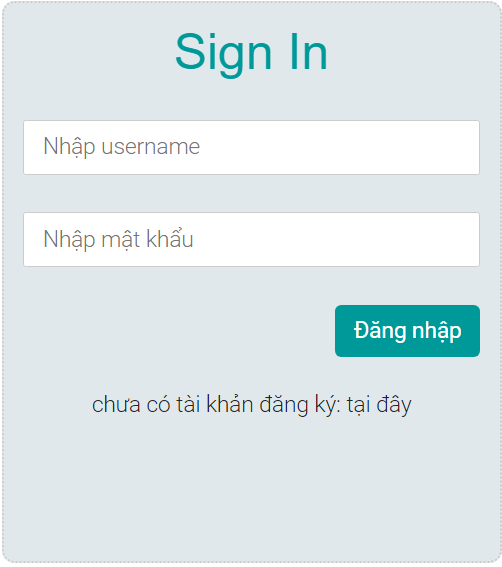 Sign In
Nhập username
Nhập mật khẩu
Đăng nhập
chưa có tài khản đăng ký: tại đây